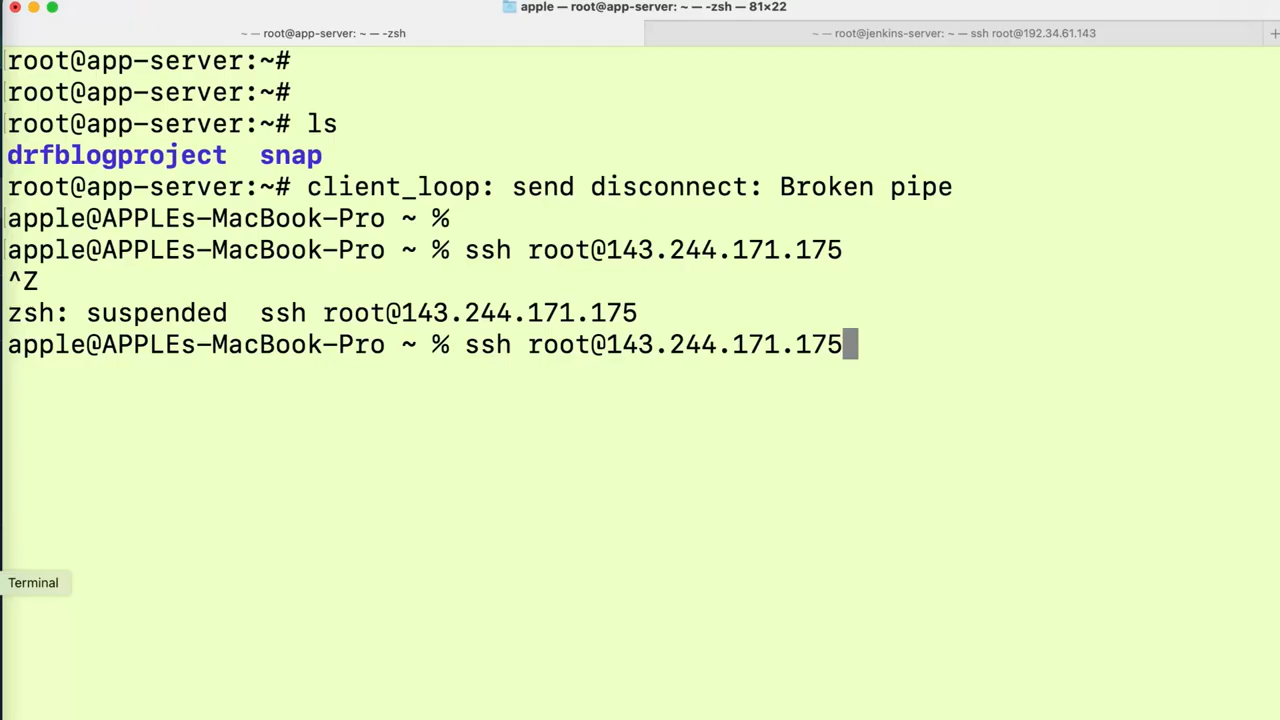 apple — root@app-server: ~ — -zsh — 81×22
~ — root@app-server: ~ — -zsh
~ — root@jenkins-server: ~ — ssh root@192.34.61.143
+
root@app-server:~#
root@app-server:~#
root@app-server:~# ls
drfblogproject  snap
root@app-server:~# client_loop: send disconnect: Broken pipe
apple@APPLEs-MacBook-Pro ~ %
apple@APPLEs-MacBook-Pro ~ % ssh root@143.244.171.175
^Z
zsh: suspended  ssh root@143.244.171.175
apple@APPLEs-MacBook-Pro ~ % ssh root@143.244.171.175
Terminal